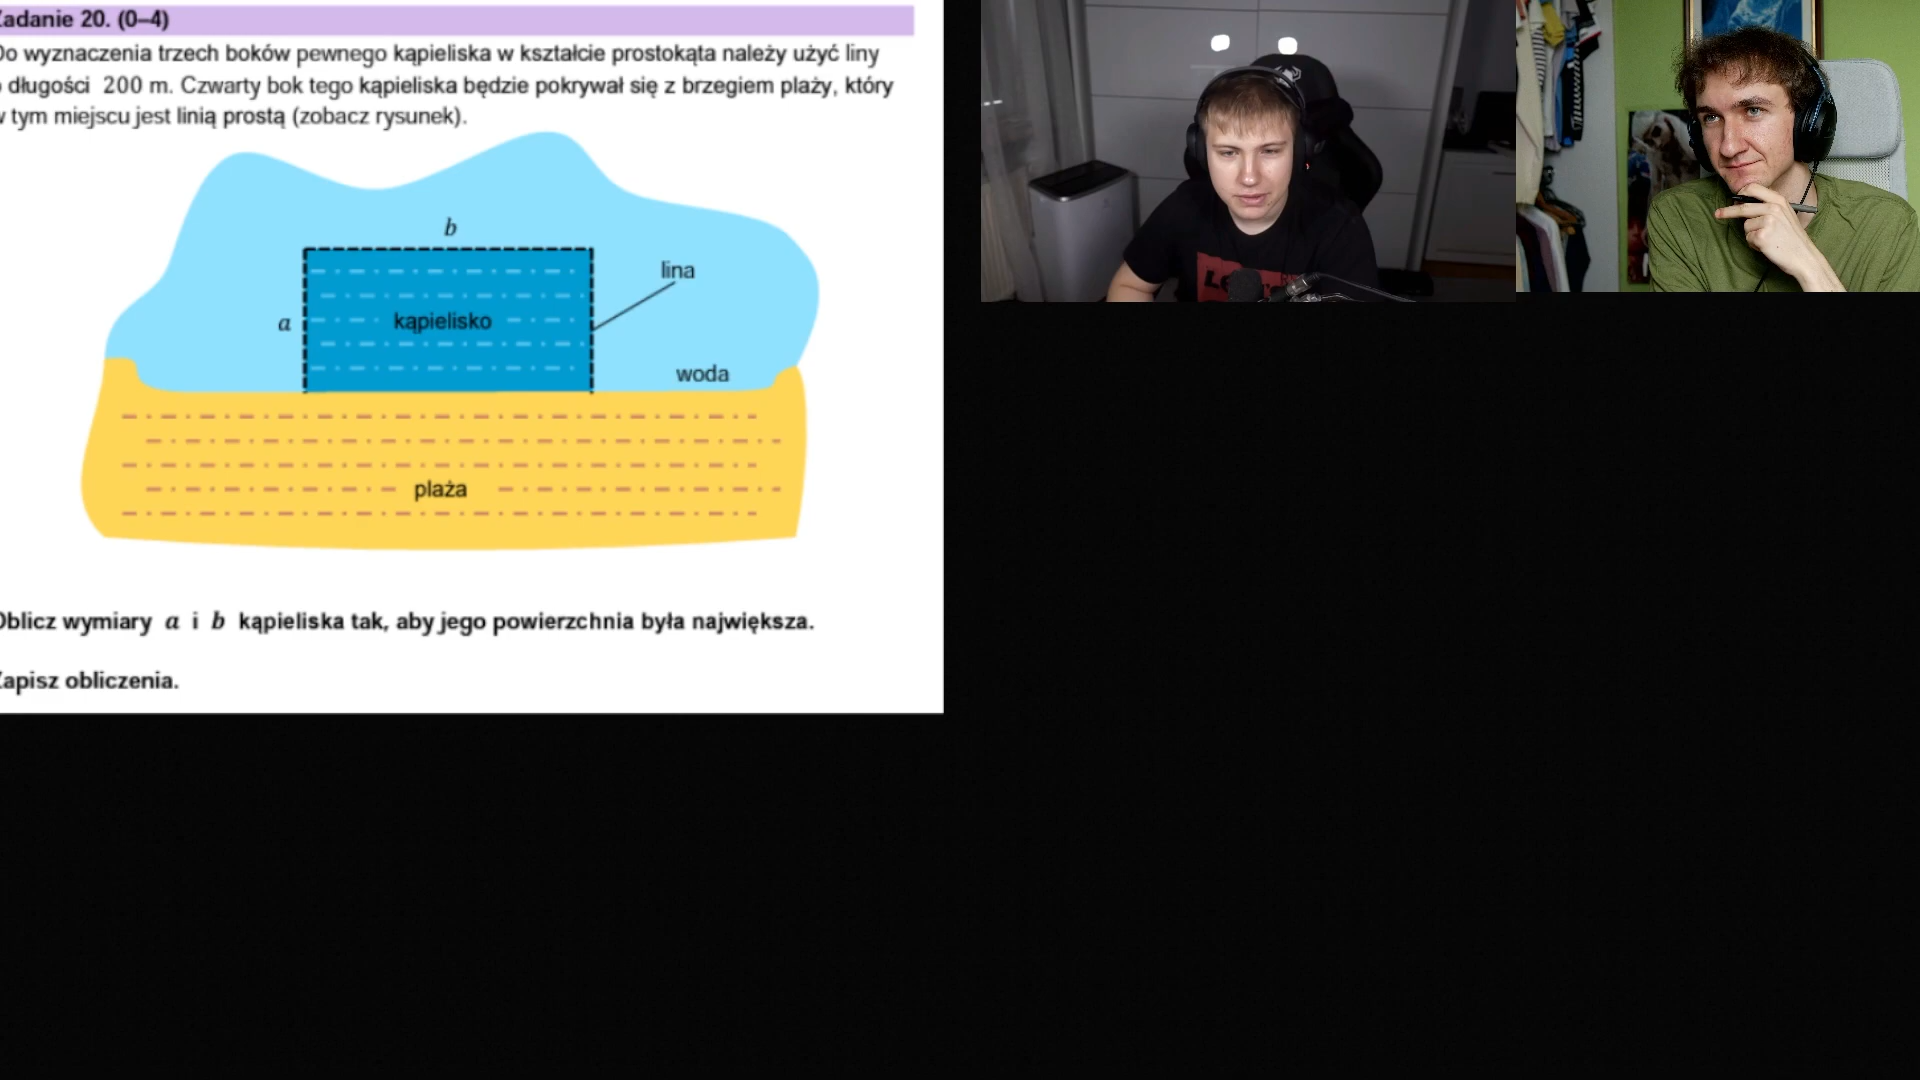 Zadanie 20. (0–4)
Do wyznaczenia trzech boków pewnego kąpieliska w kształcie prostokąta należy użyć liny
o długości 200 m. Czwarty bok tego kąpieliska będzie pokrywał się z brzegiem plaży, który
w tym miejscu jest linią prostą (zobacz rysunek).
b
lina
a
kąpielisko
woda
plaża
Oblicz wymiary a i b kąpieliska tak, aby jego powierzchnia była największa.
Zapisz obliczenia.